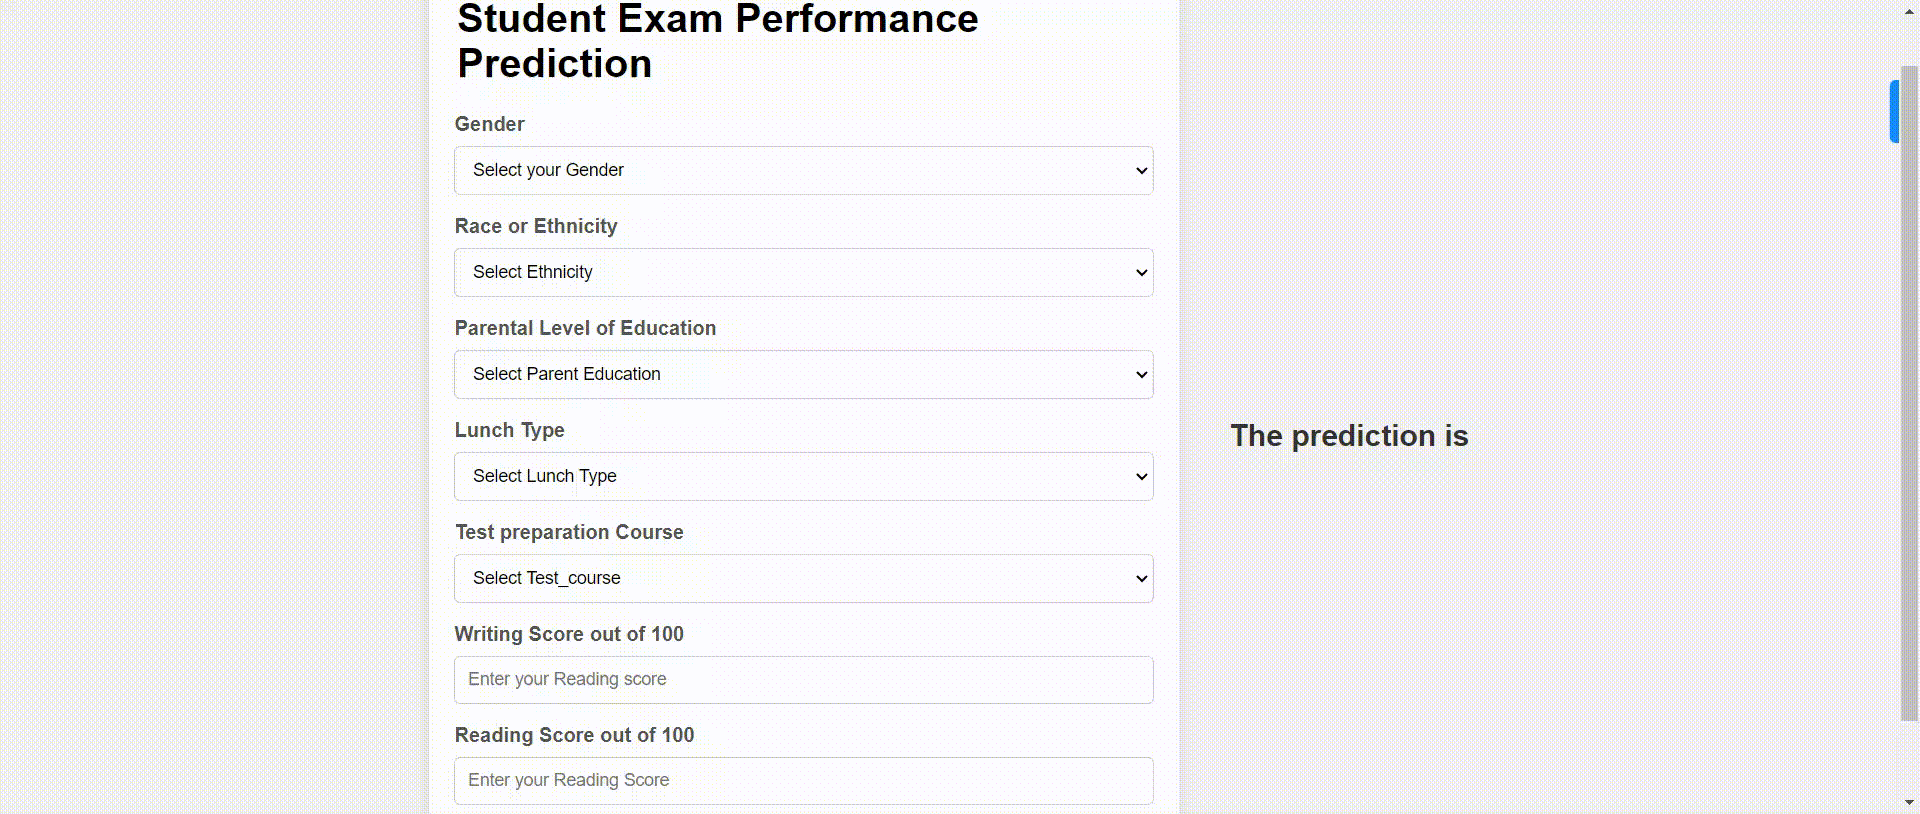 Student Exam Performance
Prediction
Gender
Select your Gender
Race or Ethnicity
Select Ethnicity
Parental Level of Education
Select Parent Education
Lunch Type
Select Lunch Type
Test preparation Course
Select Test_course
Writing Score out of 100
Enter your Reading score
Reading Score out of 100
Enter your Reading Score
The prediction is